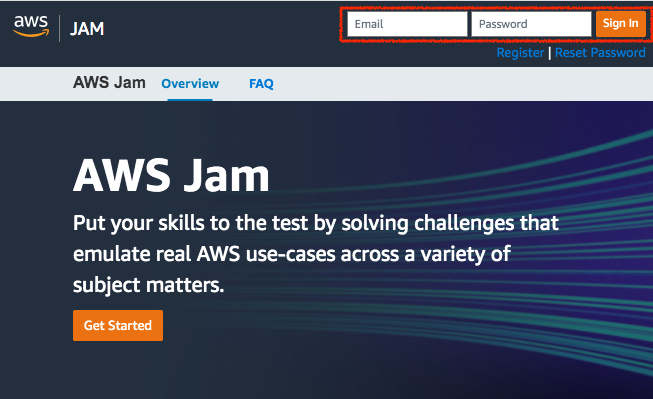 aws JAM
Email Password Sign In
Register | Reset Password
AWS Jam Overview FAQ
AWS Jam
Put your skills to the test by solving challenges that
emulate real AWS use-cases across a variety of
subject matters.
Get Started